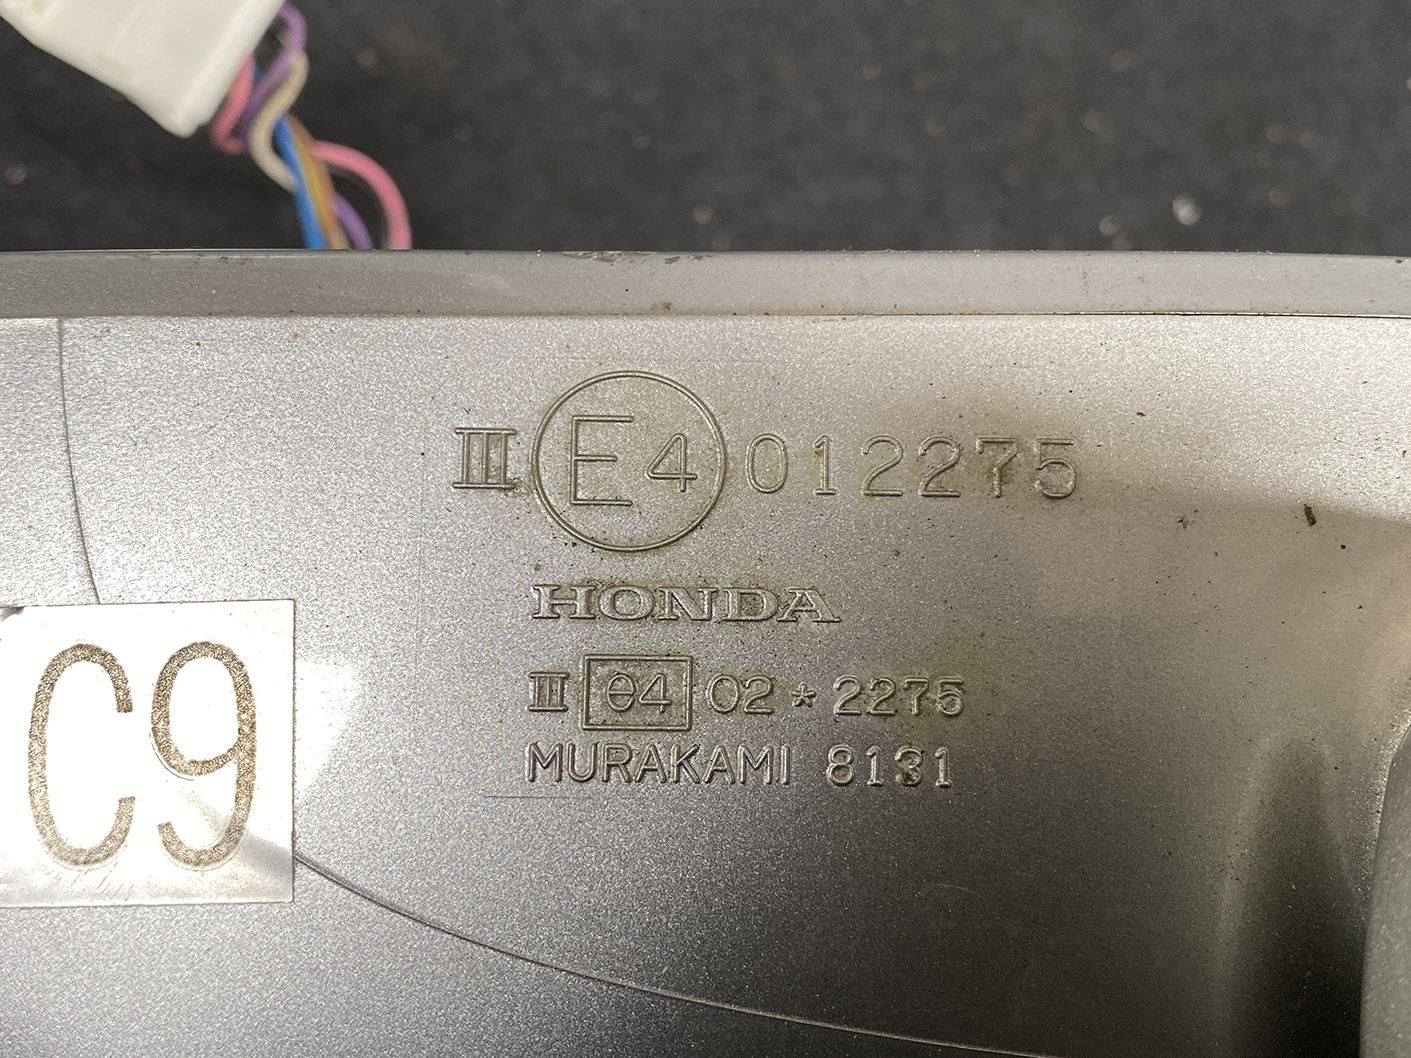 III E4 012275
HONDA
III e4 02 * 2275
MURAKAMI 8131
C9